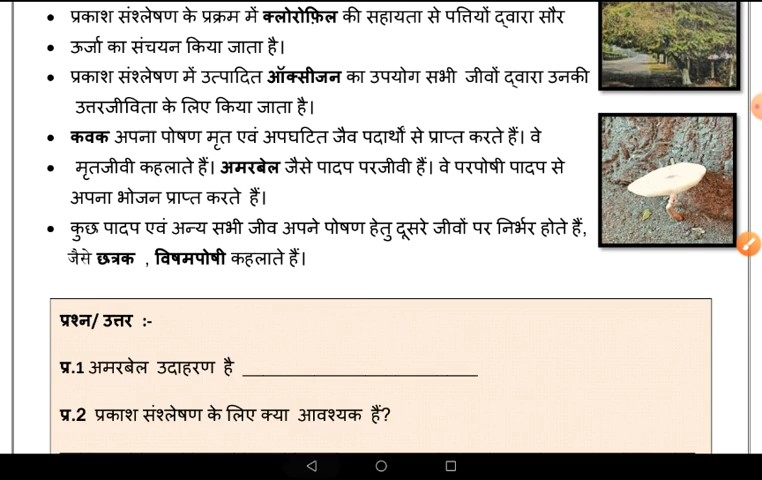 प्रकाश संश्लेषण के प्रक्रम में क्लोरोफ़िल की सहायता से पत्तियों द्वारा सौर
ऊर्जा का संचयन किया जाता है।
प्रकाश संश्लेषण में उत्पादित ऑक्सीजन का उपयोग सभी जीवों द्वारा उनकी
उत्तरजीविता के लिए किया जाता है।
कवक अपना पोषण मृत एवं अपघटित जैव पदार्थों से प्राप्त करते हैं। वे
मृतजीवी कहलाते हैं। अमरबेल जैसे पादप परजीवी हैं। वे परपोषी पादप से
अपना भोजन प्राप्त करते हैं।
कुछ पादप एवं अन्य सभी जीव अपने पोषण हेतु दूसरे जीवों पर निर्भर होते हैं,
जैसे छत्रक , विषमपोषी कहलाते हैं।
प्रश्न/ उत्तर :-
प्र.1 अमरबेल उदाहरण है ________________________
प्र.2 प्रकाश संश्लेषण के लिए क्या आवश्यक हैं?